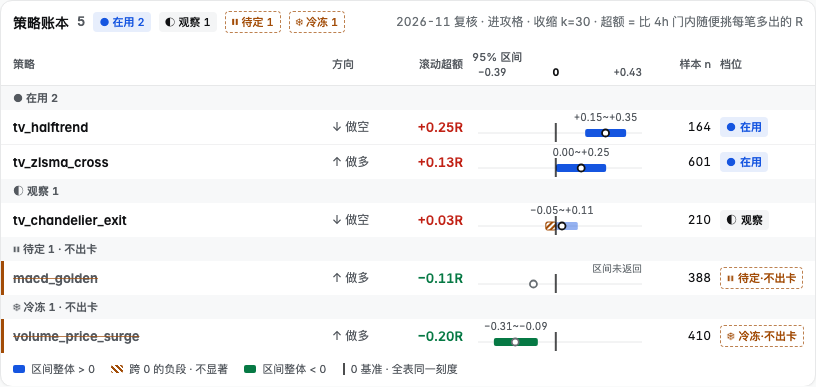 策略账本 5 在用 2 观察 1 待定 1 冷冻 1 2026-11 复核 · 进攻格 · 收缩 k=30 · 超额 = 比 4h 门内随便挑每笔多出的 R
策略 方向 滚动超额 95% 区间 样本 n 档位
−0.39 0 +0.43
在用 2
tv_halftrend ↓ 做空 +0.25R +0.15~+0.35 164 在用
tv_zlsma_cross ↑ 做多 +0.13R 0.00~+0.25 601 在用
观察 1
tv_chandelier_exit ↓ 做空 +0.03R −0.05~+0.11 210 观察
待定 1 · 不出卡
macd_golden ↑ 做多 −0.11R 区间未返回 388 待定·不出卡
冷冻 1 · 不出卡
volume_price_surge ↑ 做多 −0.20R −0.31~−0.09 410 冷冻·不出卡
区间整体 > 0 跨 0 的负段 · 不显著 区间整体 < 0 0 基准 · 全表同一刻度